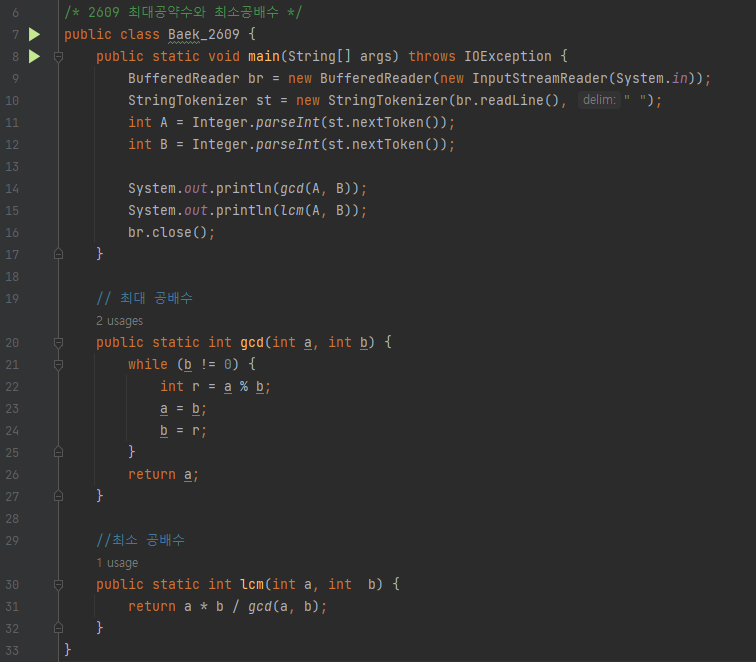 6 /* 2609 최대공약수와 최소공배수 */
7 public class Baek_2609 {
8 public static void main(String[] args) throws IOException {
9 BufferedReader br = new BufferedReader(new InputStreamReader(System.in));
10 StringTokenizer st = new StringTokenizer(br.readLine(), delim: " ");
11 int A = Integer.parseInt(st.nextToken());
12 int B = Integer.parseInt(st.nextToken());
13
14 System.out.println(gcd(A, B));
15 System.out.println(lcm(A, B));
16 br.close();
17 }
18
19 // 최대 공배수
2 usages
20 public static int gcd(int a, int b) {
21 while (b != 0) {
22 int r = a % b;
23 a = b;
24 b = r;
25 }
26 return a;
27 }
28
29 //최소 공배수
1 usage
30 public static int lcm(int a, int  b) {
31 return a * b / gcd(a, b);
32 }
33 }